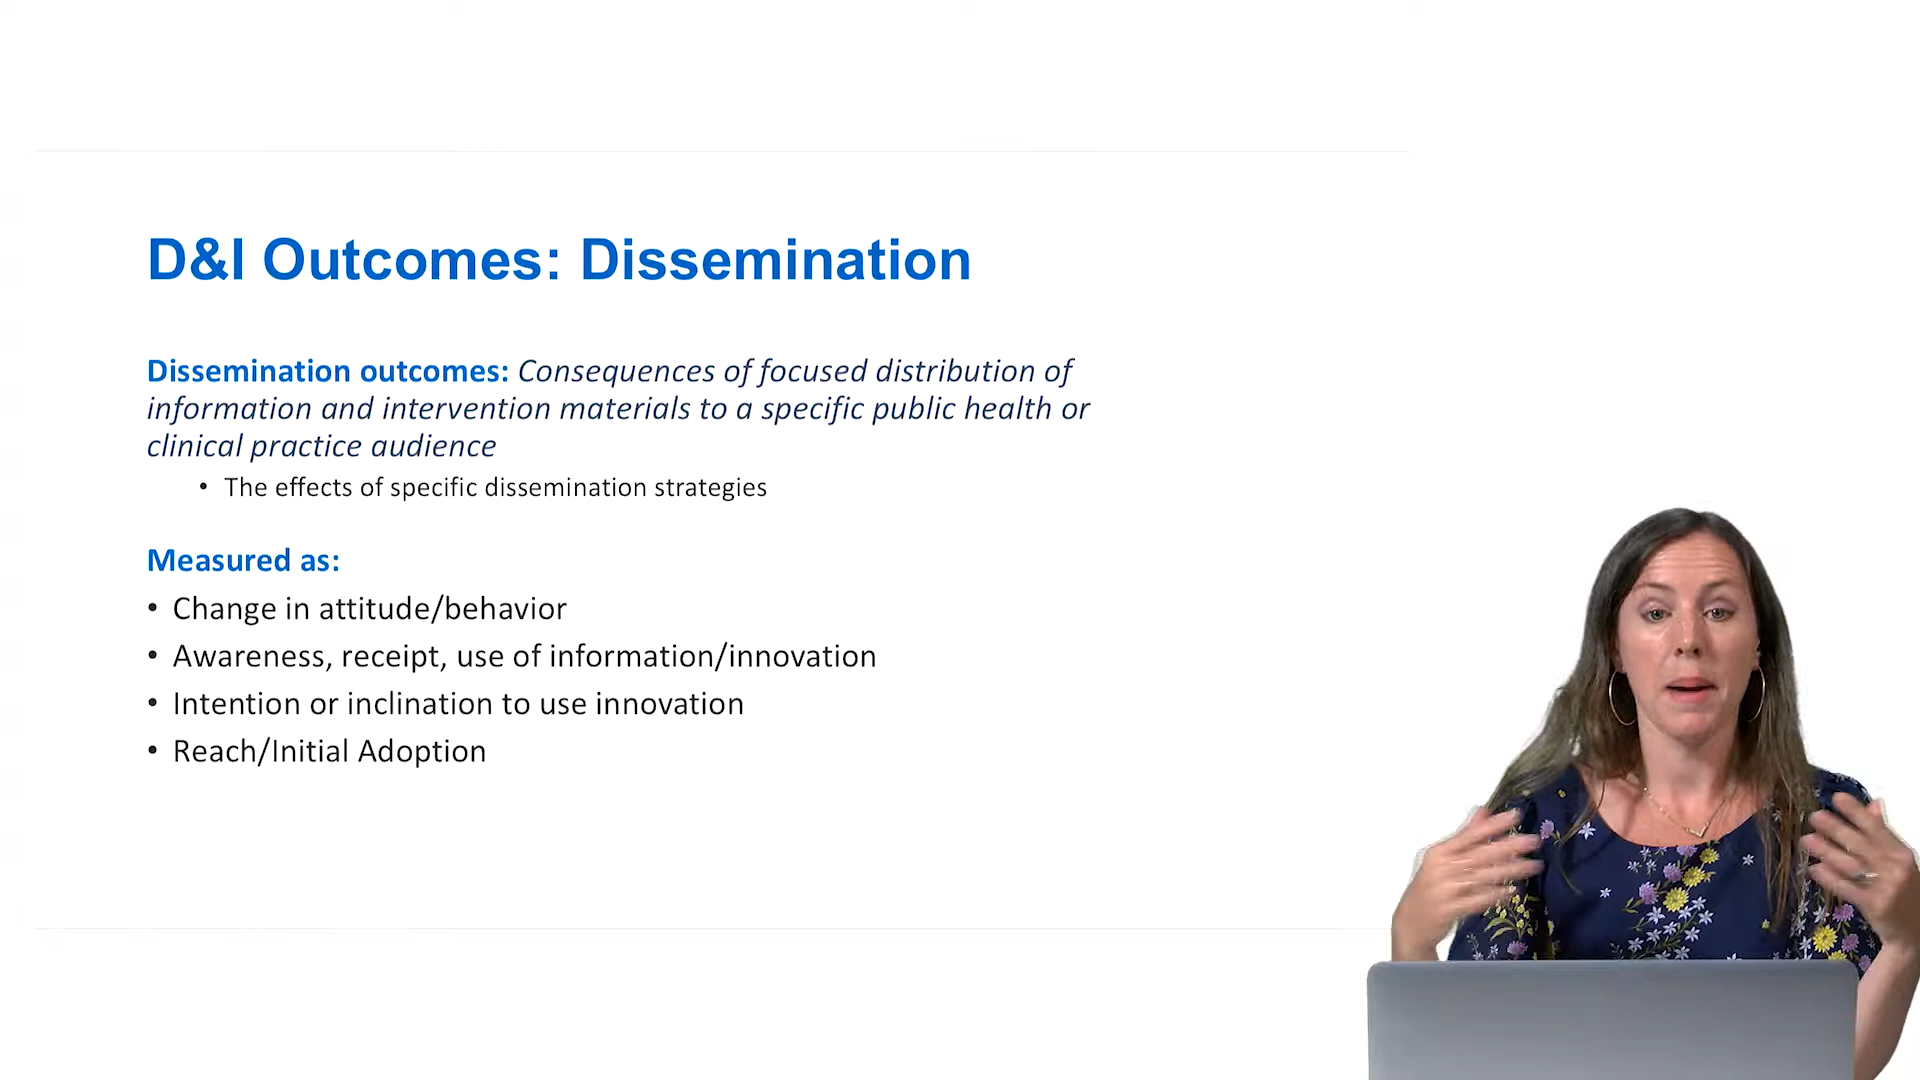 D&I Outcomes: Dissemination
Dissemination outcomes: Consequences of focused distribution of
information and intervention materials to a specific public health or
clinical practice audience
• The effects of specific dissemination strategies
Measured as:
• Change in attitude/behavior
• Awareness, receipt, use of information/innovation
• Intention or inclination to use innovation
• Reach/Initial Adoption